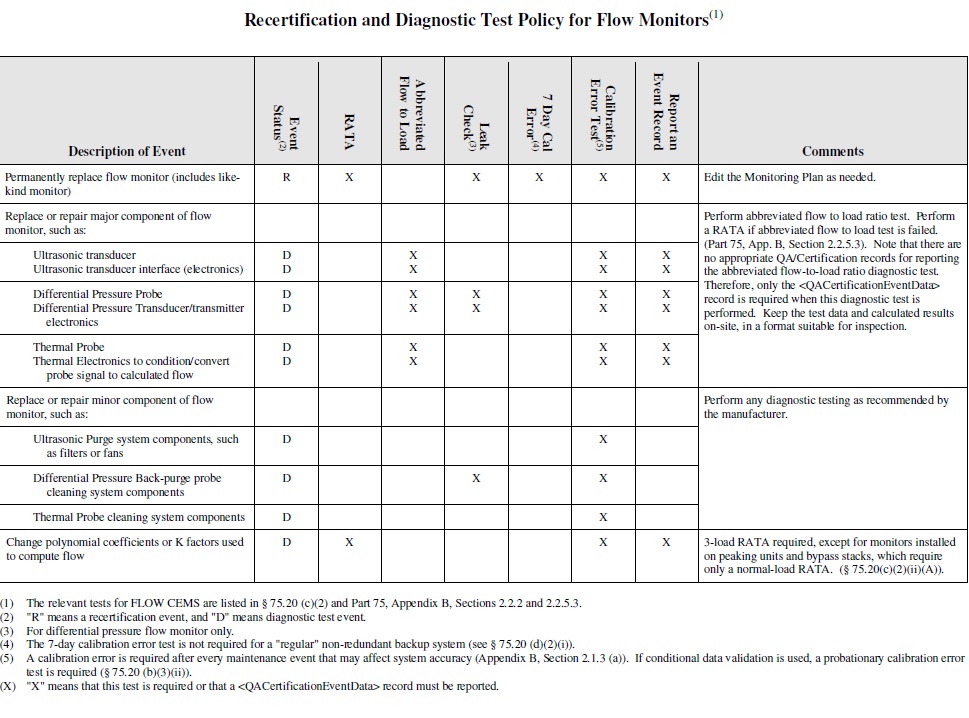 Recertification and Diagnostic Test Policy for Flow Monitors(1)
Description of Event
Event
Status(2)
RATA
Abbreviated
Flow to Load
Leak
Check(3)
7 Day Cal
Error(4)
Calibration
Error Test(5)
Report an
Event Record
Comments
Permanently replace flow monitor (includes like-
kind monitor)
R X X X X X
Edit the Monitoring Plan as needed.
Replace or repair major component of flow
monitor, such as:
Ultrasonic transducer D X X X
Ultrasonic transducer interface (electronics) D X X X
Differential Pressure Probe D X X X X
Differential Pressure Transducer/transmitter D X X X X
electronics
Thermal Probe D X X X
Thermal Electronics to condition/convert D X X X
probe signal to calculated flow
Perform abbreviated flow to load ratio test. Perform
a RATA if abbreviated flow to load test is failed.
(Part 75, App. B, Section 2.2.5.3). Note that there are
no appropriate QA/Certification records for reporting
the abbreviated flow-to-load ratio diagnostic test.
Therefore, only the <QACertificationEventData>
record is required when this diagnostic test is
performed. Keep the test data and calculated results
on-site, in a format suitable for inspection.
Replace or repair minor component of flow
monitor, such as:
Ultrasonic Purge system components, such D X
as filters or fans
Differential Pressure Back-purge probe D X X
cleaning system components
Thermal Probe cleaning system components D X
Perform any diagnostic testing as recommended by
the manufacturer.
Change polynomial coefficients or K factors used D X X X
to compute flow
3-load RATA required, except for monitors installed
on peaking units and bypass stacks, which require
only a normal-load RATA. (§ 75.20(c)(2)(ii)(A)).
(1) The relevant tests for FLOW CEMS are listed in § 75.20 (c)(2) and Part 75, Appendix B, Sections 2.2.2 and 2.2.5.3.
(2) "R" means a recertification event, and "D" means diagnostic test event.
(3) For differential pressure flow monitor only.
(4) The 7-day calibration error test is not required for a "regular" non-redundant backup system (see § 75.20 (d)(2)(i)).
(5) A calibration error is required after every maintenance event that may affect system accuracy (Appendix B, Section 2.1.3 (a)). If conditional data validation is used, a probationary calibration error
test is required (§ 75.20 (b)(3)(ii)).
(X) "X" means that this test is required or that a <QACertificationEventData> record must be reported.